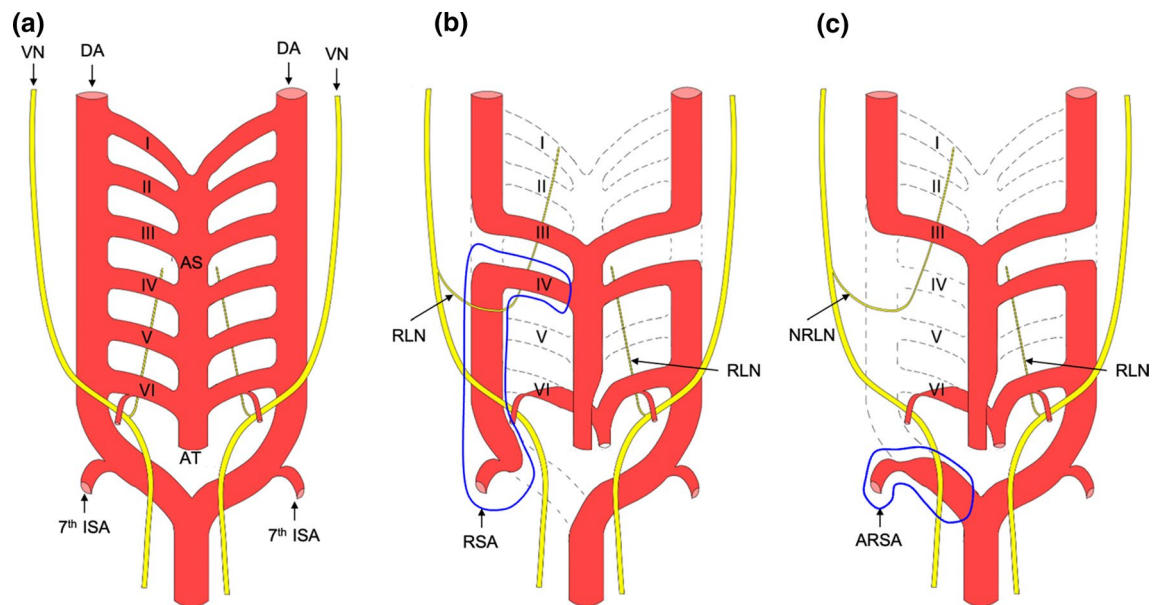 (a)
VN
DA
DA
VN
I
II
III
AS
IV
V
VI
AT
7th ISA
7th ISA
(b)
I
II
III
IV
RLN
V
RLN
VI
RSA
(c)
I
II
III
IV
NRLN
V
RLN
VI
ARSA